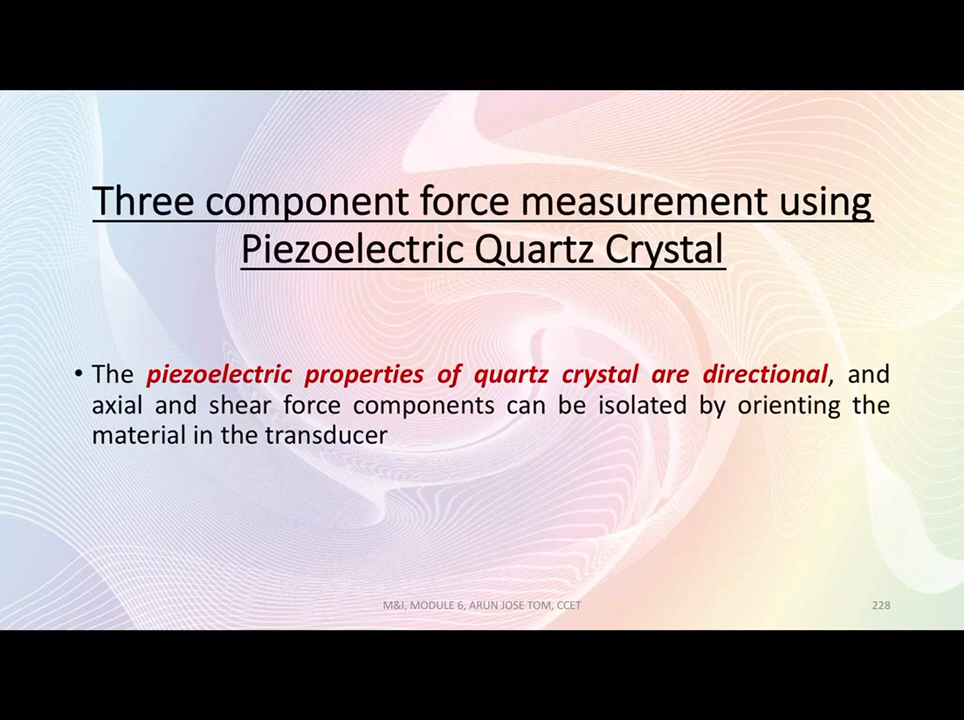 Three component force measurement using
Piezoelectric Quartz Crystal
• The piezoelectric properties of quartz crystal are directional, and
axial and shear force components can be isolated by orienting the
material in the transducer
M&I, MODULE 6, ARUN JOSE TOM, CCET
228